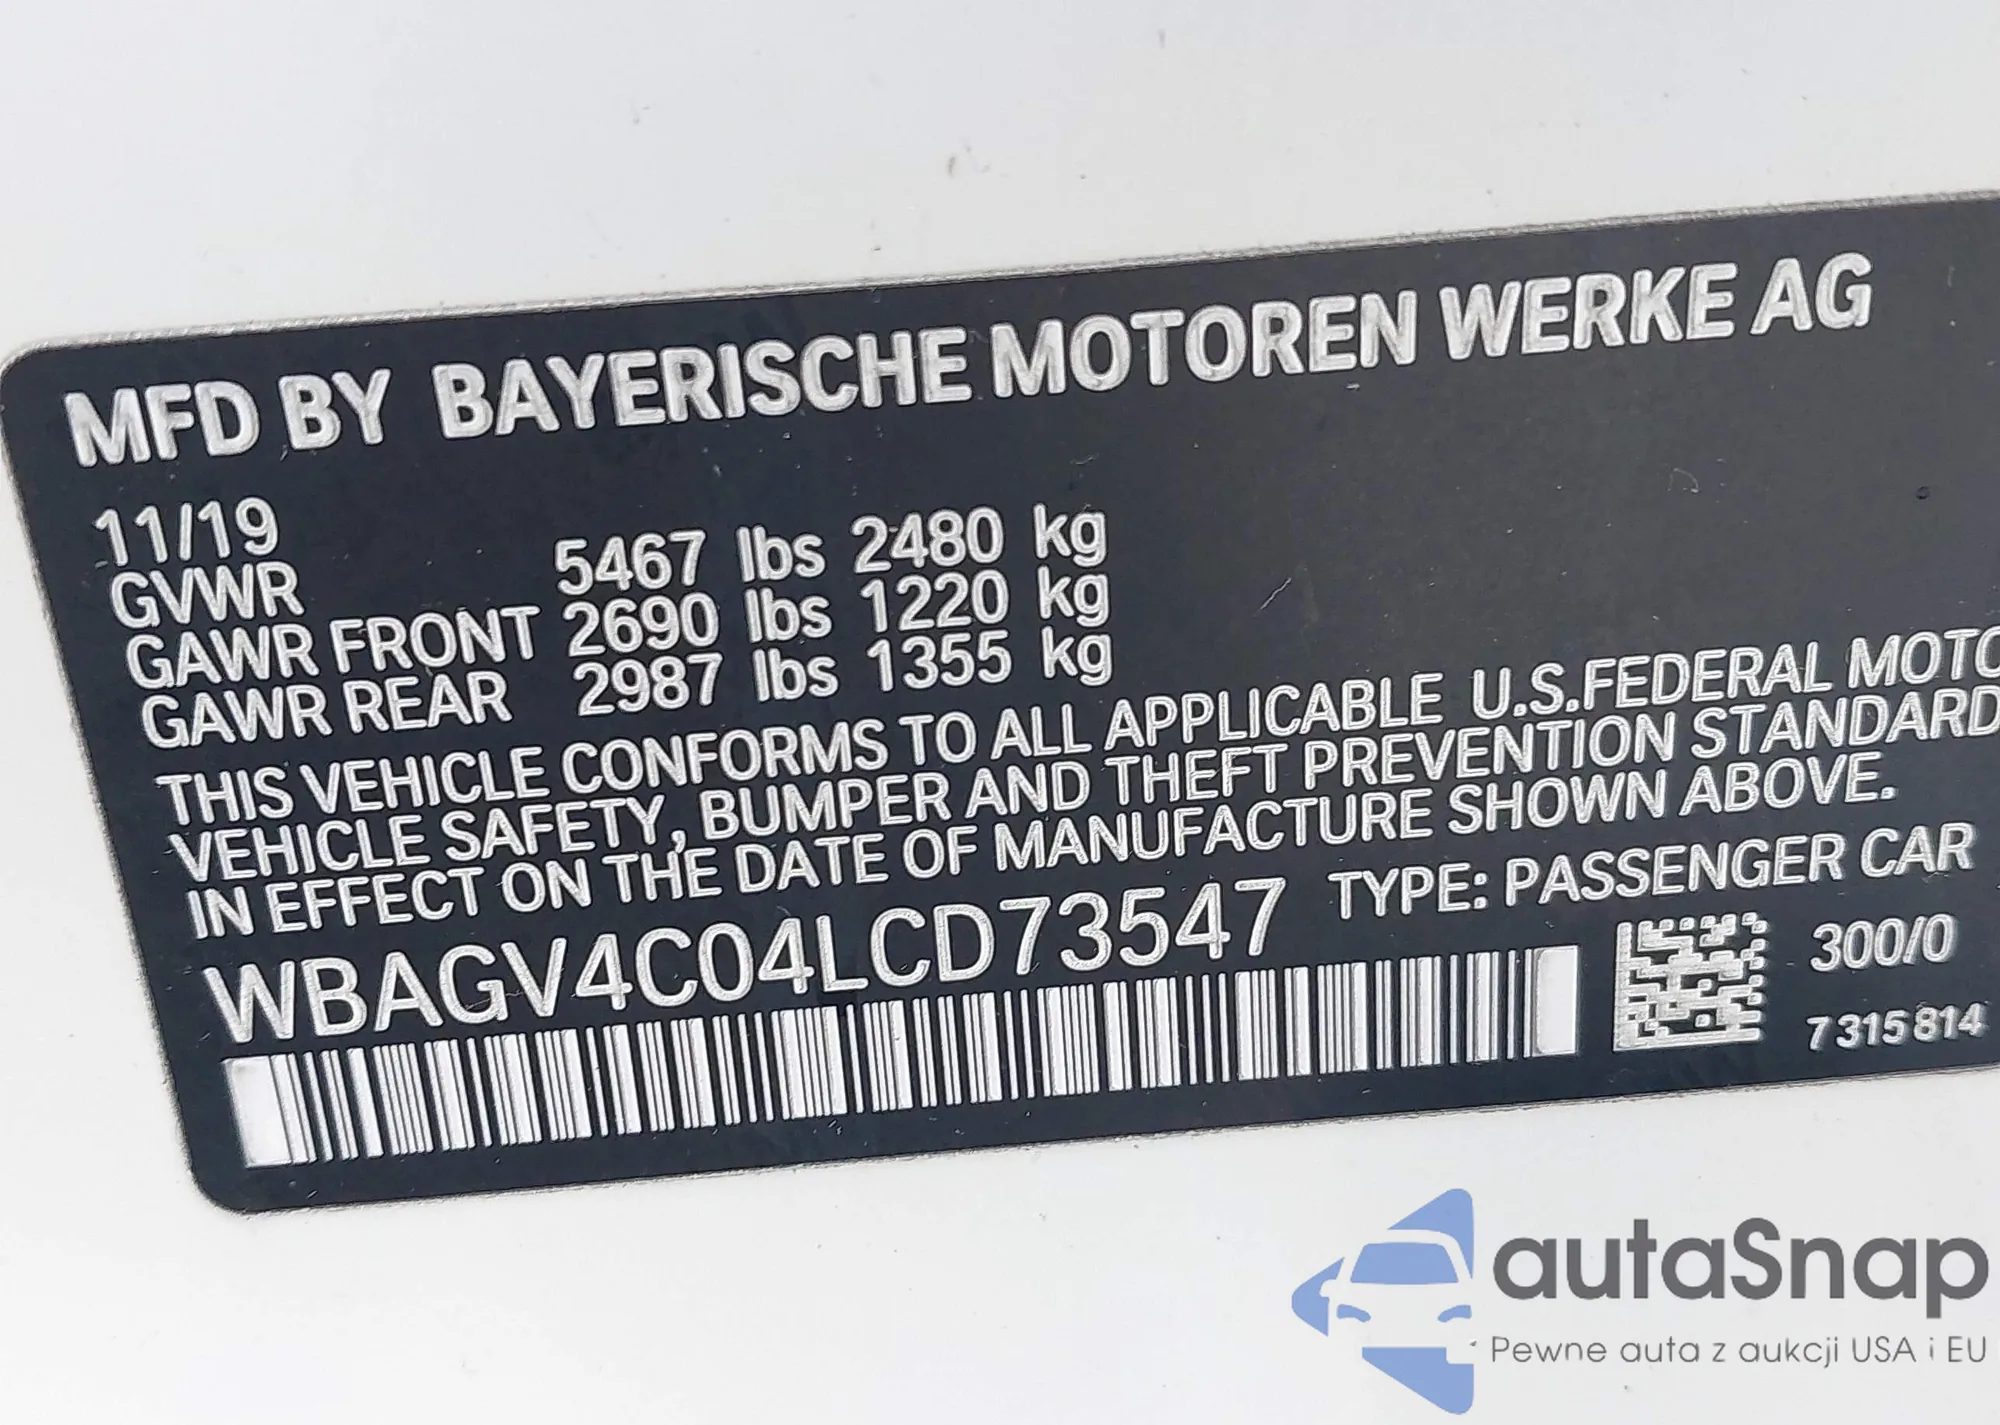 MFD BY BAYERISCHE MOTOREN WERKE AG
11/19
GVWR 5467 lbs 2480 kg
GAWR FRONT 2690 lbs 1220 kg
GAWR REAR 2987 lbs 1355 kg
THIS VEHICLE CONFORMS TO ALL APPLICABLE U.S.FEDERAL MOTO
VEHICLE SAFETY, BUMPER AND THEFT PREVENTION STANDARD
IN EFFECT ON THE DATE OF MANUFACTURE SHOWN ABOVE.
WBAGV4C04LCD73547 TYPE: PASSENGER CAR
300/0
7 315 814
autaSnap
Pewne auta z aukcji USA i EU